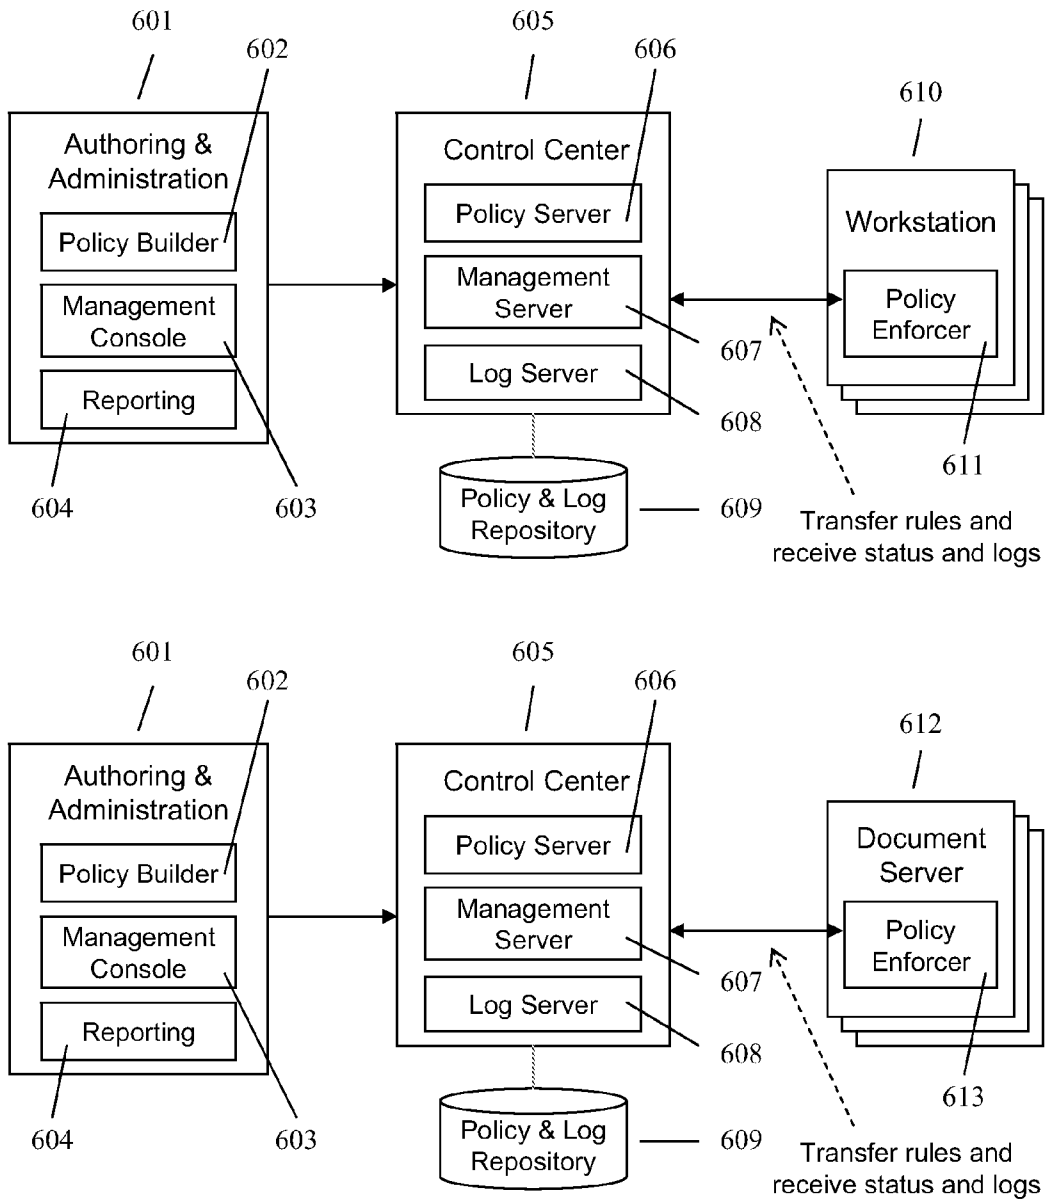 601
602
605
606
610
Authoring &
Administration
Policy Builder
Management
Console
Reporting
604
603
Control Center
Policy Server
Management
Server
Log Server
607
608
Policy & Log
Repository
609
Workstation
Policy
Enforcer
611
Transfer rules and
receive status and logs
601
602
605
606
612
Authoring &
Administration
Policy Builder
Management
Console
Reporting
604
603
Control Center
Policy Server
Management
Server
Log Server
607
608
Policy & Log
Repository
609
Document
Server
Policy
Enforcer
613
Transfer rules and
receive status and logs